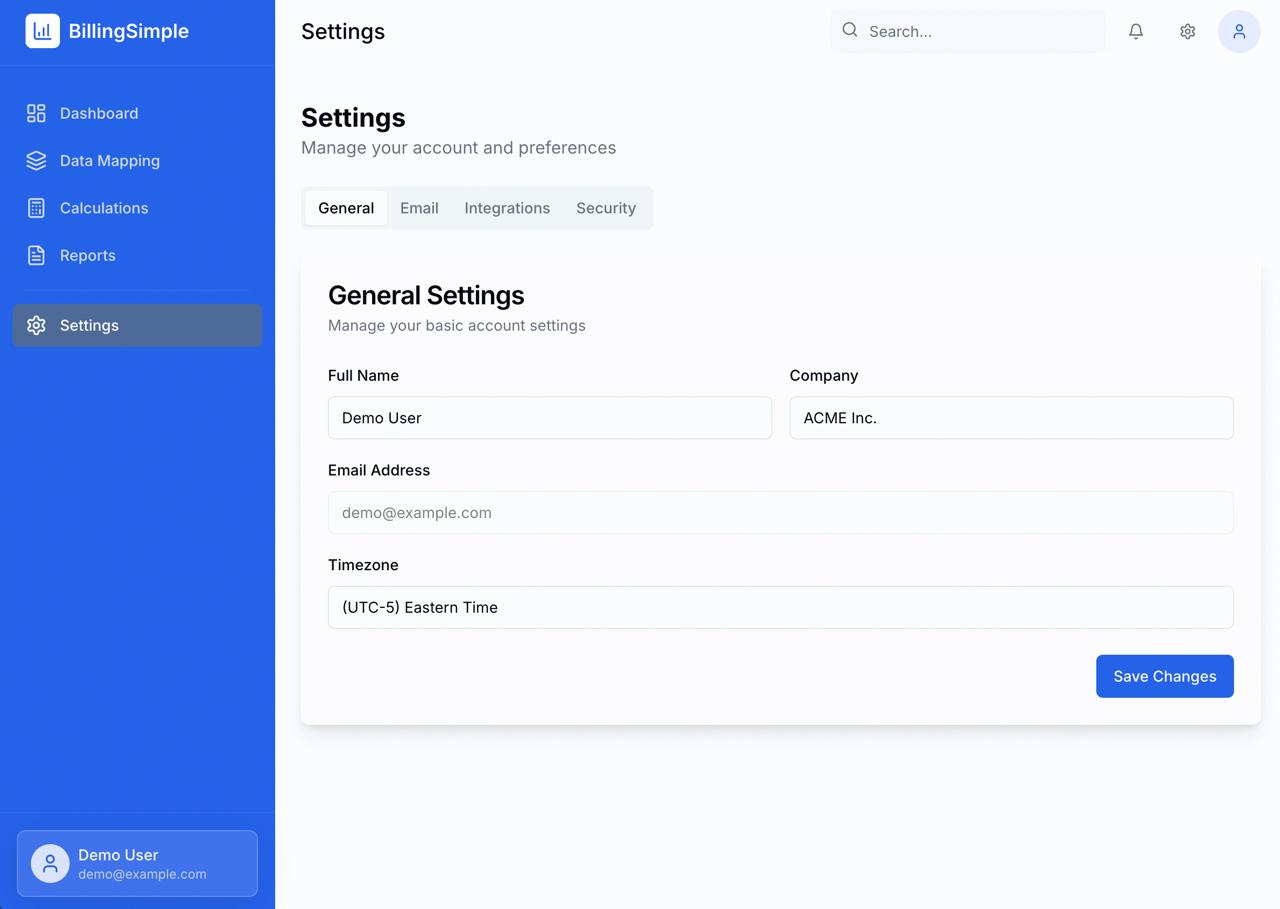 BillingSimple
Dashboard
Data Mapping
Calculations
Reports
Settings
Demo User
demo@example.com
Settings
Search...
Settings
Manage your account and preferences
General Email Integrations Security
General Settings
Manage your basic account settings
Full Name
Demo User
Company
ACME Inc.
Email Address
demo@example.com
Timezone
(UTC-5) Eastern Time
Save Changes